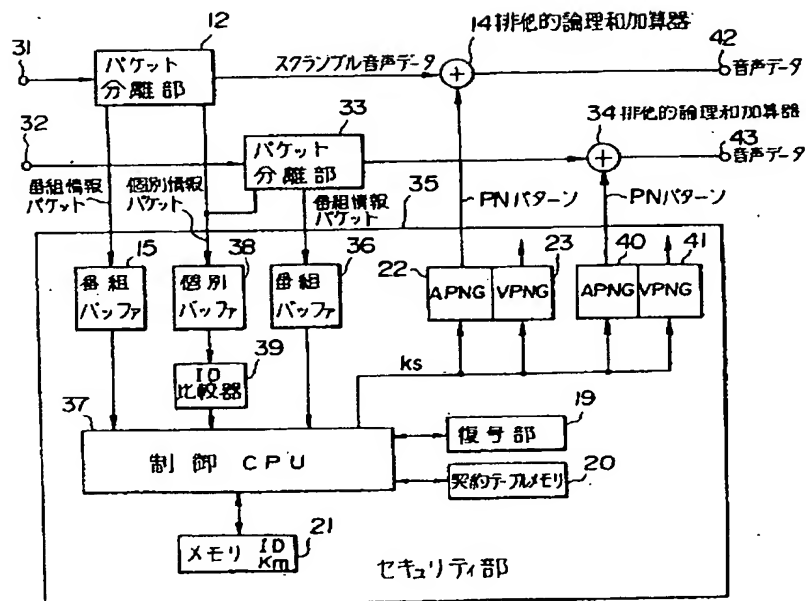 12
14 排他的論理和加算器
42
31
パケット
分離部
スクランブル音声データ
音声データ
33
34 排他的論理和加算器
43
32
パケット
分離部
音声データ
番組情報
パケット
個別情報
パケット
番組情報
パケット
35
PNパターン
PNパターン
15
38
36
22
23
40
41
番組
バッファ
個別
バッファ
番組
バッファ
APNG
VPNG
APNG
VPNG
39
ID
比較器
ks
37
19
制御 CPU
復号部
20
契約テーブルメモリ
21
メモリ ID
Km
セキュリティ部